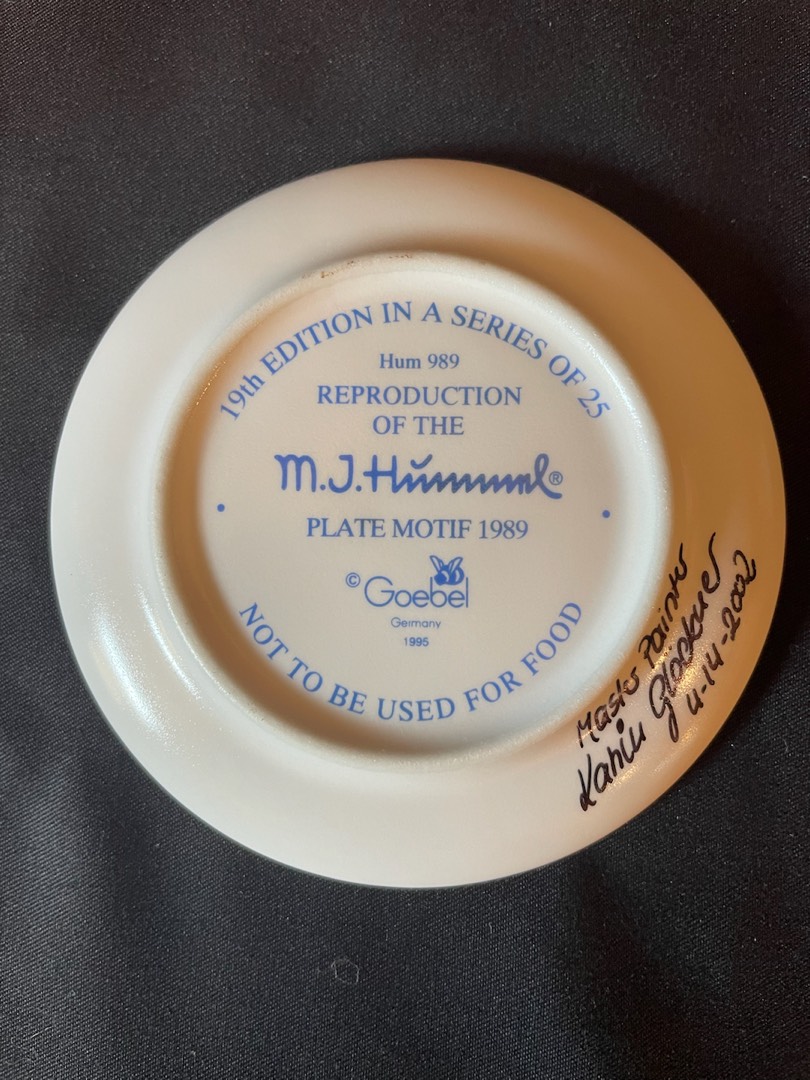 19th EDITION IN A SERIES OF 25
Hum 989
REPRODUCTION
OF THE
M.J. Hummel®
PLATE MOTIF 1989
© Goebel
Germany
1995
NOT TO BE USED FOR FOOD
Master Painter
4-14-2002